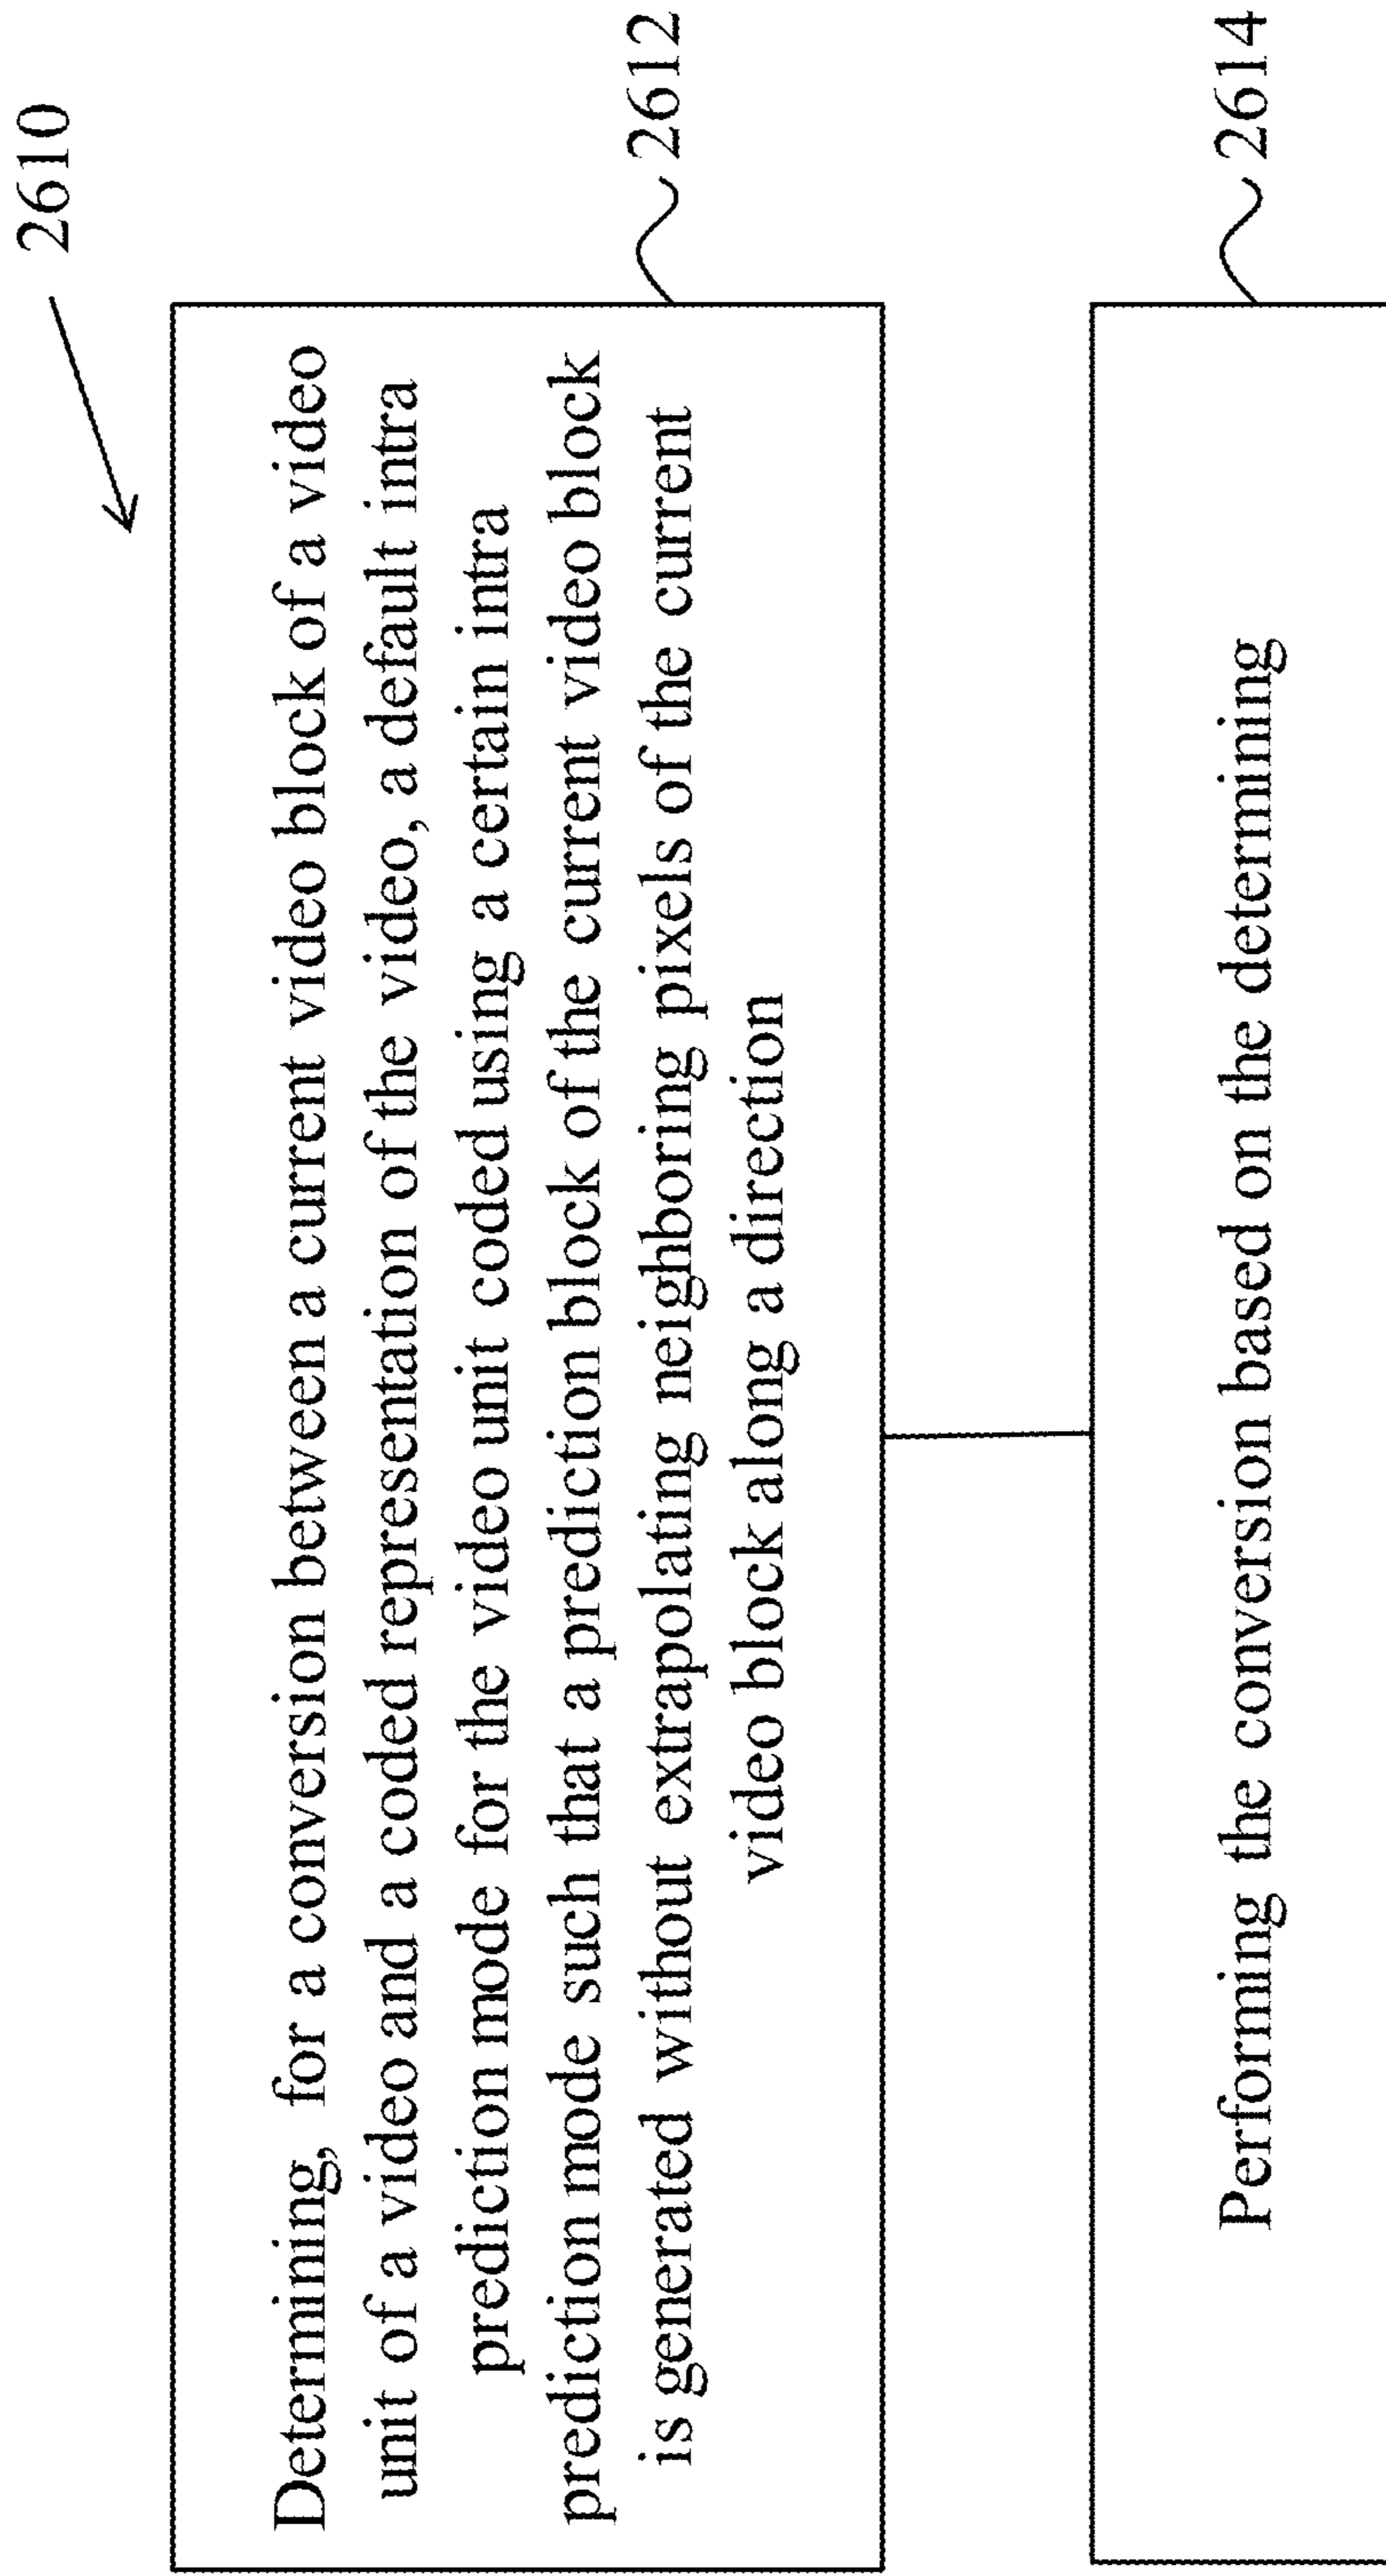 2610
Determining, for a conversion between a current video block of a video
unit of a video and a coded representation of the video, a default intra
prediction mode for the video unit coded using a certain intra
prediction mode such that a prediction block of the current video block
is generated without extrapolating neighboring pixels of the current
video block along a direction
2612
Performing the conversion based on the determining
2614